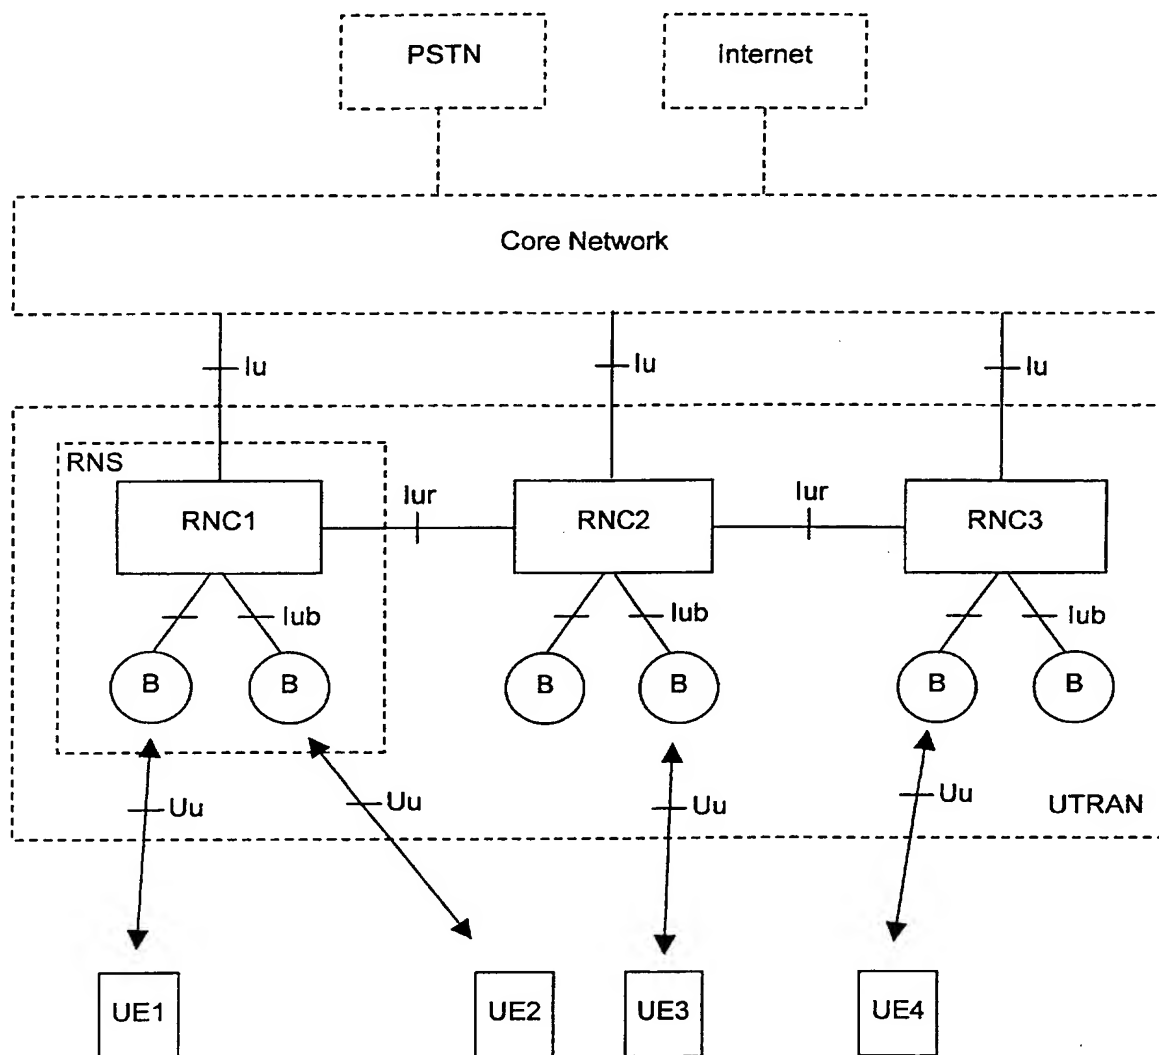 PSTN
Internet
Core Network
Iu
Iu
Iu
RNS
RNC1
Iur
RNC2
Iur
RNC3
Iub
Iub
Iub
B
B
B
B
B
B
Uu
Uu
Uu
Uu
UTRAN
UE1
UE2
UE3
UE4